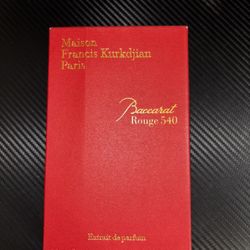 Maison
Francis Kurkdjian
Paris
Baccarat
Rouge 540
Extrait de parfum